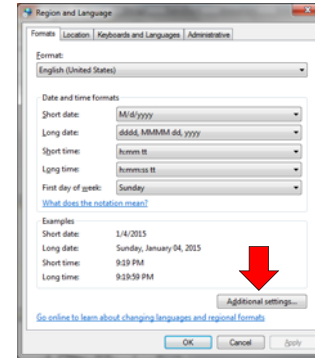 Region and Language
Formats Location Keyboards and Languages Administrative
Format:
English (United States)
Date and time formats
Short date: M/d/yyyy
Long date: dddd, MMMM dd, yyyy
Short time: h:mm tt
Long time: h:mm:ss tt
First day of week: Sunday
What does the notation mean?
Examples
Short date: 1/4/2015
Long date: Sunday, January 04, 2015
Short time: 9:19 PM
Long time: 9:19:59 PM
Additional settings...
Go online to learn about changing languages and regional formats
OK Cancel Apply